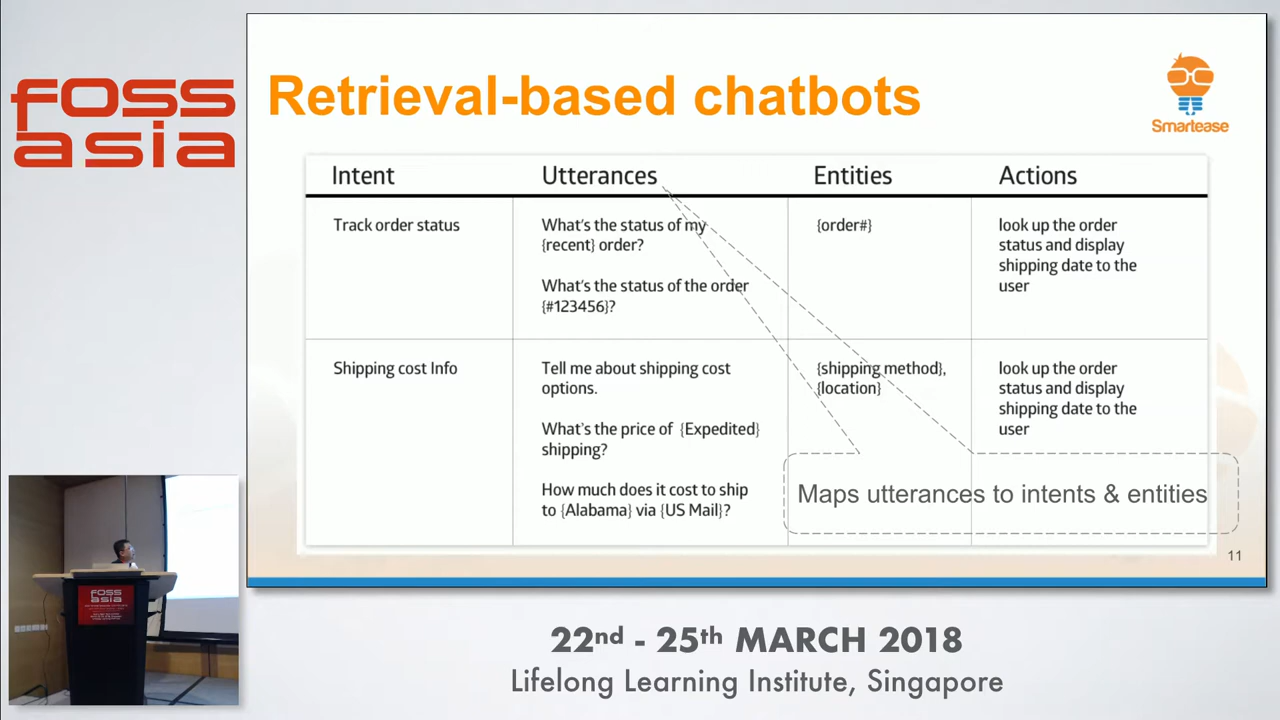 foss
asia
Retrieval-based chatbots
Smartease
Intent
Utterances
Entities
Actions
Track order status
What's the status of my
{recent} order?
What's the status of the order
{#123456}?
{order#}
look up the order
status and display
shipping date to the
user
Shipping cost Info
Tell me about shipping cost
options.
What's the price of {Expedited}
shipping?
How much does it cost to ship
to {Alabama} via {US Mail}?
{shipping method},
{location}
look up the order
status and display
shipping date to the
user
Maps utterances to intents & entities
11
foss
asia
22nd - 25th MARCH 2018
Lifelong Learning Institute, Singapore